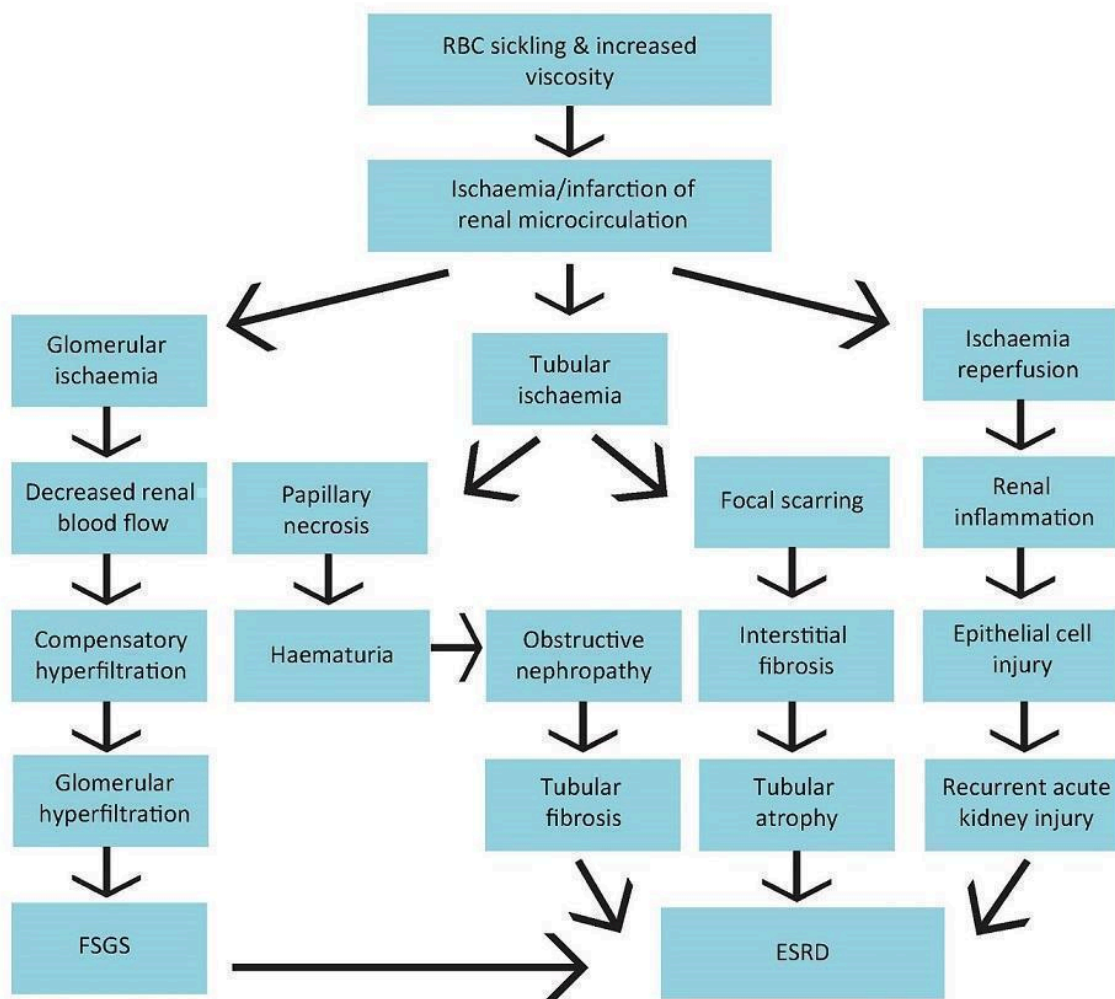 RBC sickling & increased
viscosity
Ischaemia/infarction of
renal microcirculation
Glomerular
ischaemia
Tubular
ischaemia
Ischaemia
reperfusion
Decreased renal
blood flow
Papillary
necrosis
Focal scarring
Renal
inflammation
Compensatory
hyperfiltration
Haematuria
Obstructive
nephropathy
Interstitial
fibrosis
Epithelial cell
injury
Glomerular
hyperfiltration
Tubular
fibrosis
Tubular
atrophy
Recurrent acute
kidney injury
FSGS
ESRD